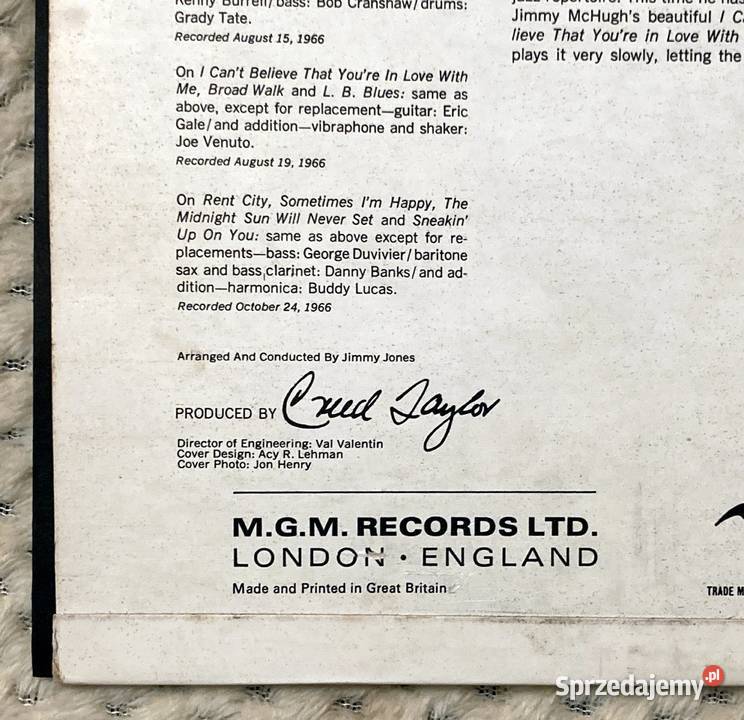 Kenny Burrell/bass: Bob Cranshaw/drums:
Grady Tate.
Recorded August 15, 1966
On I Can't Believe That You're In Love With
Me, Broad Walk and L. B. Blues: same as
above, except for replacement—guitar: Eric
Gale/and addition—vibraphone and shaker:
Joe Venuto.
Recorded August 19, 1966
On Rent City, Sometimes I'm Happy, The
Midnight Sun Will Never Set and Sneakin'
Up On You: same as above except for re-
placements—bass: George Duvivier/baritone
sax and bass clarinet: Danny Banks/and ad-
dition—harmonica: Buddy Lucas.
Recorded October 24, 1966
Arranged And Conducted By Jimmy Jones
PRODUCED BY Creed Taylor
Director of Engineering: Val Valentin
Cover Design: Acy R. Lehman
Cover Photo: Jon Henry
M.G.M. RECORDS LTD.
LONDON · ENGLAND
Made and Printed in Great Britain
jazz repertoire. This time he has
Jimmy McHugh's beautiful I C
lieve That You're in Love With
plays it very slowly, letting the
TRADE M
Sprzedajemy.pl